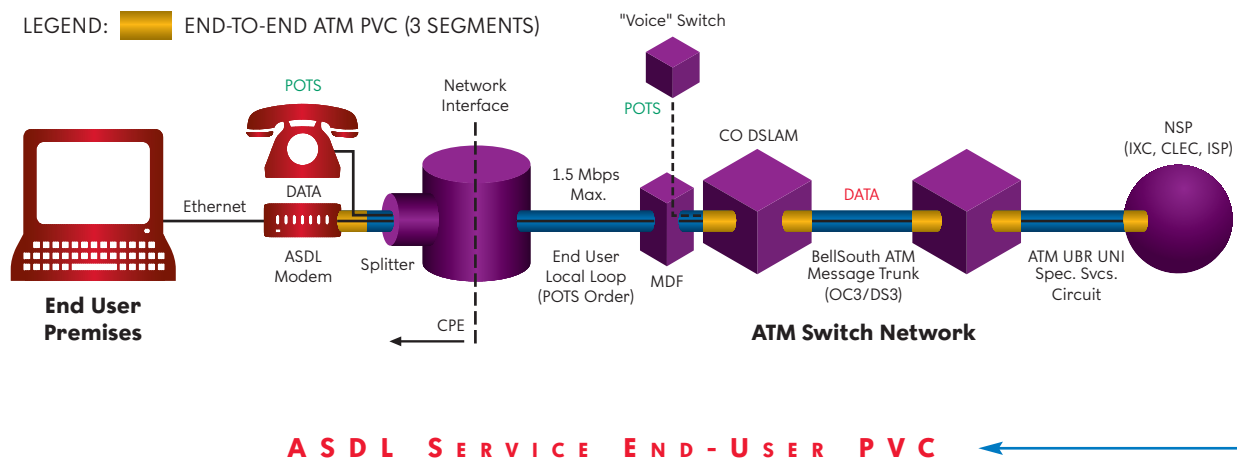 LEGEND: END-TO-END ATM PVC (3 SEGMENTS)
"Voice" Switch
POTS
Network
Interface
POTS
CO DSLAM
NSP
(IXC, CLEC, ISP)
DATA
Ethernet
1.5 Mbps
Max.
DATA
ASDL
Modem
Splitter
End User
Local Loop
(POTS Order)
MDF
BellSouth ATM
Message Trunk
(OC3/DS3)
ATM UBR UNI
Spec. Svcs.
Circuit
End User
Premises
CPE
ATM Switch Network
ASDL SERVICE END-USER PVC